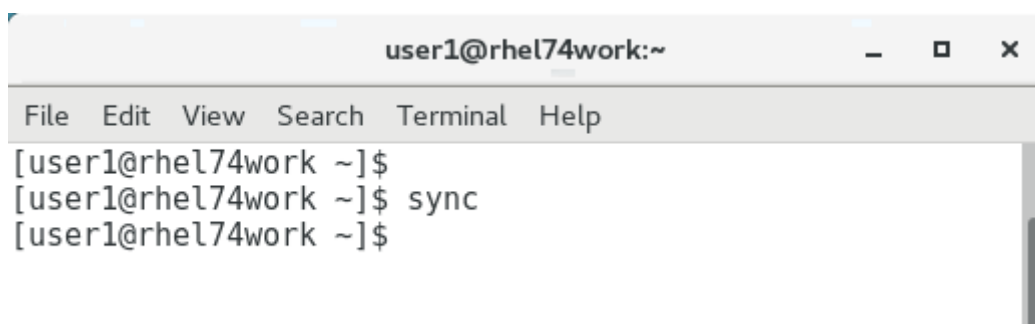 user1@rhel74work:~
File Edit View Search Terminal Help
[user1@rhel74work ~]$
[user1@rhel74work ~]$ sync
[user1@rhel74work ~]$